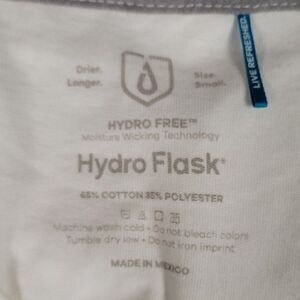 Drier. Size:
Longer. Small.
HYDRO FREE™
Moisture Wicking Technology
Hydro Flask®
65% COTTON 35% POLYESTER
Machine wash cold • Do not bleach colors
Tumble dry low • Do not iron imprint
MADE IN MEXICO
LIVE REFRESHED.